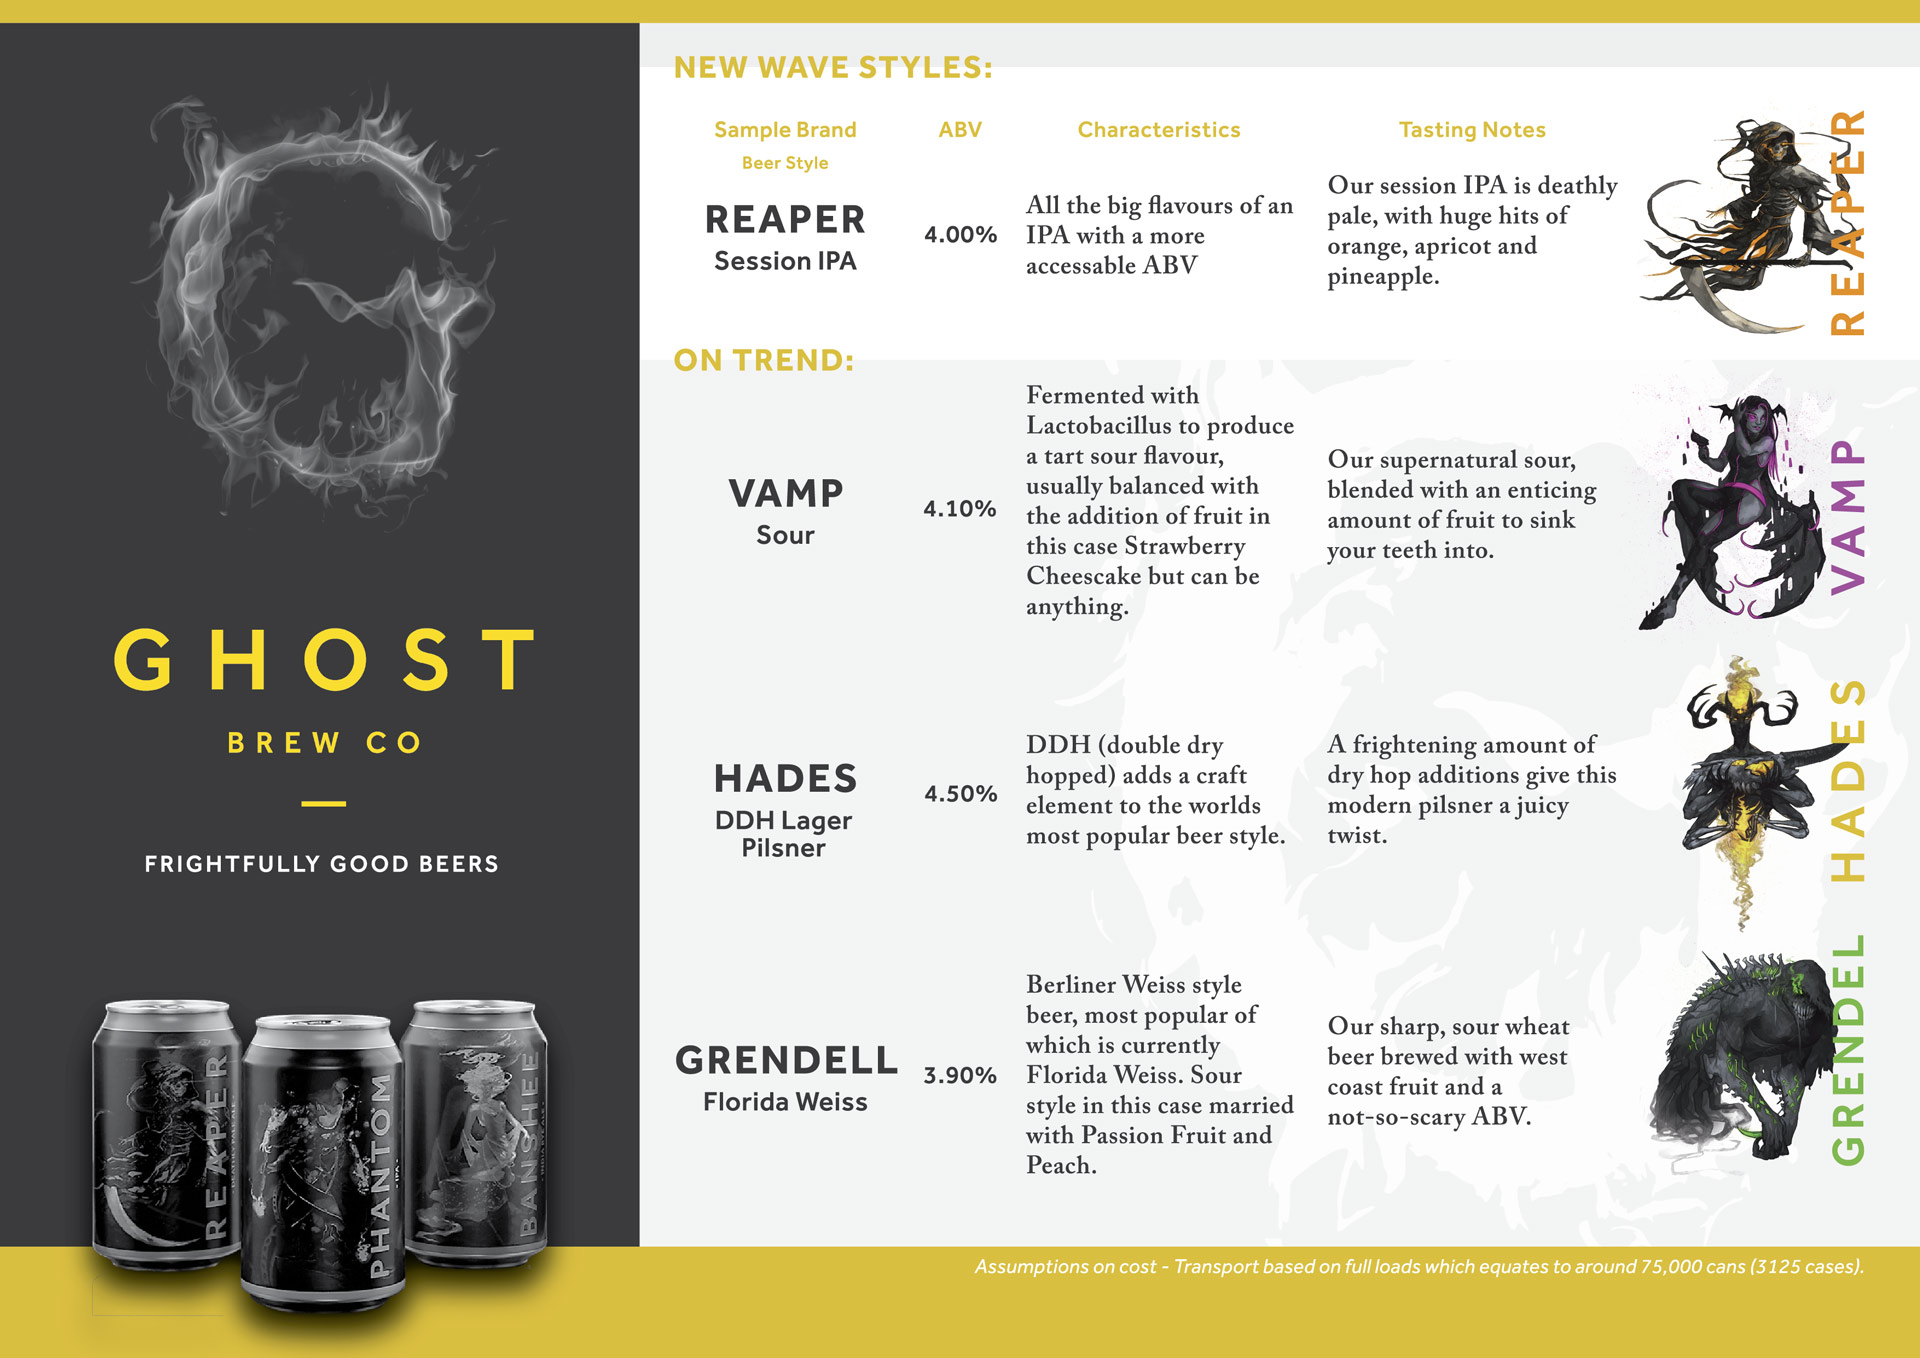 GHOST
BREW CO
FRIGHTFULLY GOOD BEERS
REAPER
PHANTOM
IPA
BANSHEE
NEW WAVE STYLES:
Sample Brand
Beer Style
ABV
Characteristics
Tasting Notes
REAPER
Session IPA
4.00%
All the big flavours of an
IPA with a more
accessable ABV
Our session IPA is deathly
pale, with huge hits of
orange, apricot and
pineapple.
REAPER
ON TREND:
VAMP
Sour
4.10%
Fermented with
Lactobacillus to produce
a tart sour flavour,
usually balanced with
the addition of fruit in
this case Strawberry
Cheescake but can be
anything.
Our supernatural sour,
blended with an enticing
amount of fruit to sink
your teeth into.
VAMP
HADES
DDH Lager
Pilsner
4.50%
DDH (double dry
hopped) adds a craft
element to the worlds
most popular beer style.
A frightening amount of
dry hop additions give this
modern pilsner a juicy
twist.
HADES
GRENDELL
Florida Weiss
3.90%
Berliner Weiss style
beer, most popular of
which is currently
Florida Weiss. Sour
style in this case married
with Passion Fruit and
Peach.
Our sharp, sour wheat
beer brewed with west
coast fruit and a
not-so-scary ABV.
GRENDEL
Assumptions on cost - Transport based on full loads which equates to around 75,000 cans (3125 cases).